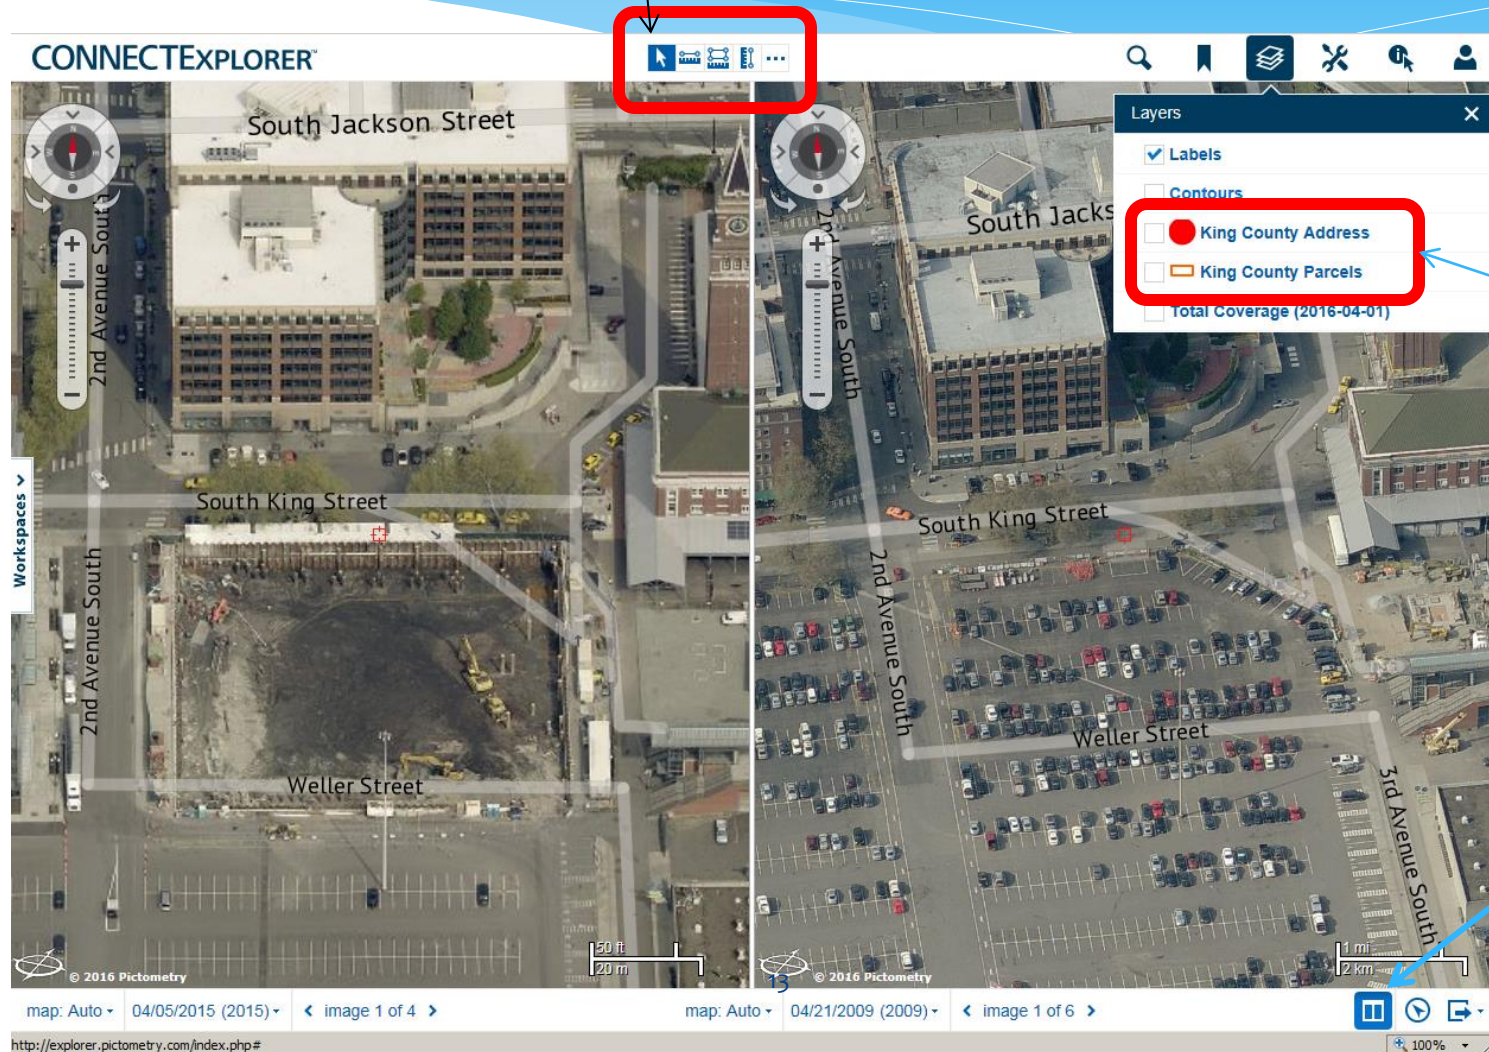 CONNECTEXPLORER™
Layers
Labels
Contours
King County Address
King County Parcels
Total Coverage (2016-04-01)
South Jackson Street
2nd Avenue South
South King Street
2nd Avenue South
Weller Street
South Jacks
2nd Avenue South
South King Street
2nd Avenue South
Weller Street
3rd Avenue South
N
E
S
W
N
E
S
W
Workspaces
50 ft
20 m
1 mi
2 km
© 2016 Pictometry
© 2016 Pictometry
13
map: Auto
04/05/2015 (2015)
image 1 of 4
map: Auto
04/21/2009 (2009)
image 1 of 6
http://explorer.pictometry.com/index.php#
100%